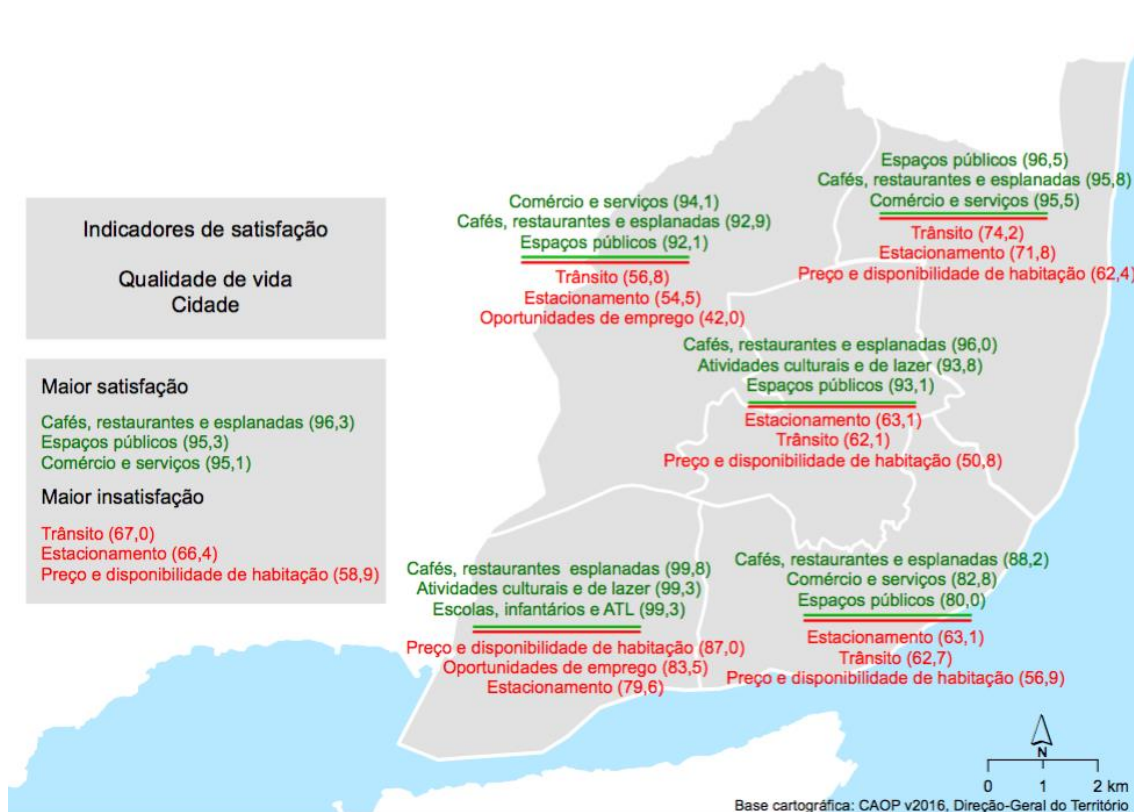 Indicadores de satisfação
Qualidade de vida
Cidade
Maior satisfação
Cafés, restaurantes e esplanadas (96,3)
Espaços públicos (95,3)
Comércio e serviços (95,1)
Maior insatisfação
Trânsito (67,0)
Estacionamento (66,4)
Preço e disponibilidade de habitação (58,9)
Comércio e serviços (94,1)
Cafés, restaurantes e esplanadas (92,9)
Espaços públicos (92,1)
Trânsito (56,8)
Estacionamento (54,5)
Oportunidades de emprego (42,0)
Espaços públicos (96,5)
Cafés, restaurantes e esplanadas (95,8)
Comércio e serviços (95,5)
Trânsito (74,2)
Estacionamento (71,8)
Preço e disponibilidade de habitação (62,4)
Cafés, restaurantes e esplanadas (96,0)
Atividades culturais e de lazer (93,8)
Espaços públicos (93,1)
Estacionamento (63,1)
Trânsito (62,1)
Preço e disponibilidade de habitação (50,8)
Cafés, restaurantes esplanadas (99,8)
Atividades culturais e de lazer (99,3)
Escolas, infantários e ATL (99,3)
Preço e disponibilidade de habitação (87,0)
Oportunidades de emprego (83,5)
Estacionamento (79,6)
Cafés, restaurantes e esplanadas (88,2)
Comércio e serviços (82,8)
Espaços públicos (80,0)
Estacionamento (63,1)
Trânsito (62,7)
Preço e disponibilidade de habitação (56,9)
N
0 1 2 km
Base cartográfica: CAOP v2016, Direção-Geral do Território